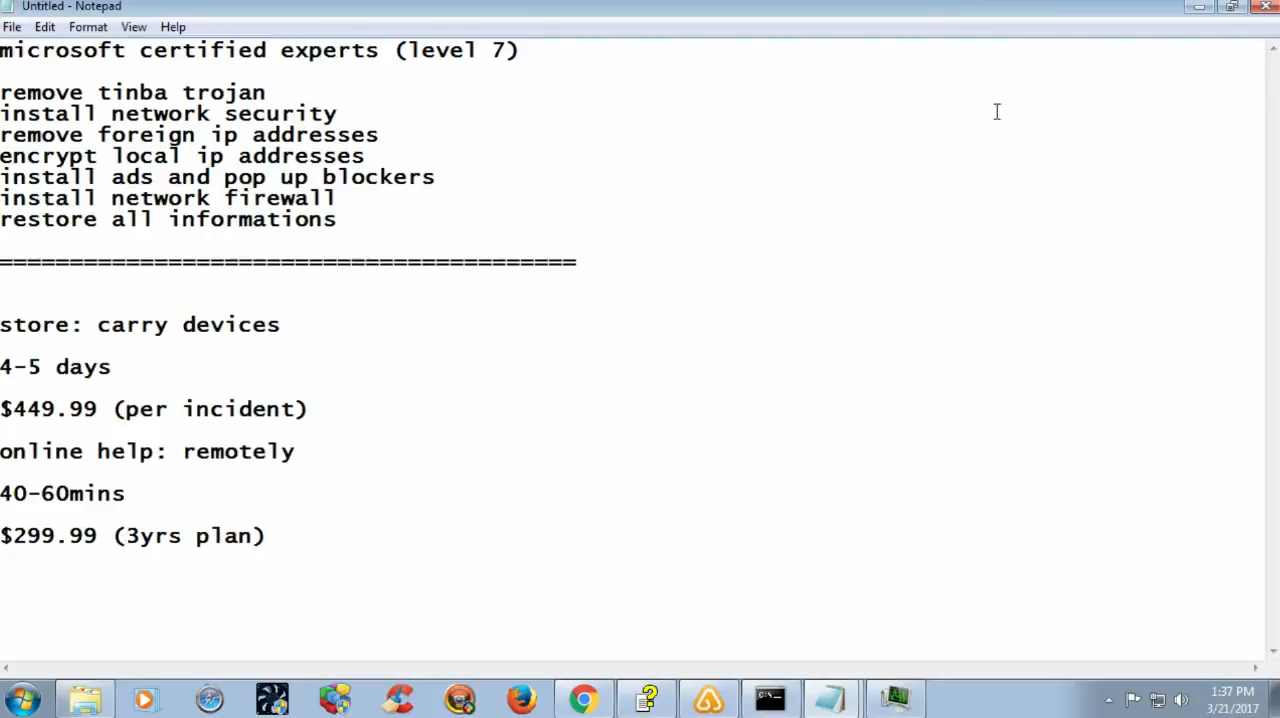 Untitled - Notepad
File Edit Format View Help
microsoft certified experts (level 7)
remove tinba trojan
install network security
remove foreign ip addresses
encrypt local ip addresses
install ads and pop up blockers
install network firewall
restore all informations
=========================================
store: carry devices
4-5 days
$449.99 (per incident)
online help: remotely
40-60mins
$299.99 (3yrs plan)
C:\.
1:37 PM
3/21/2017